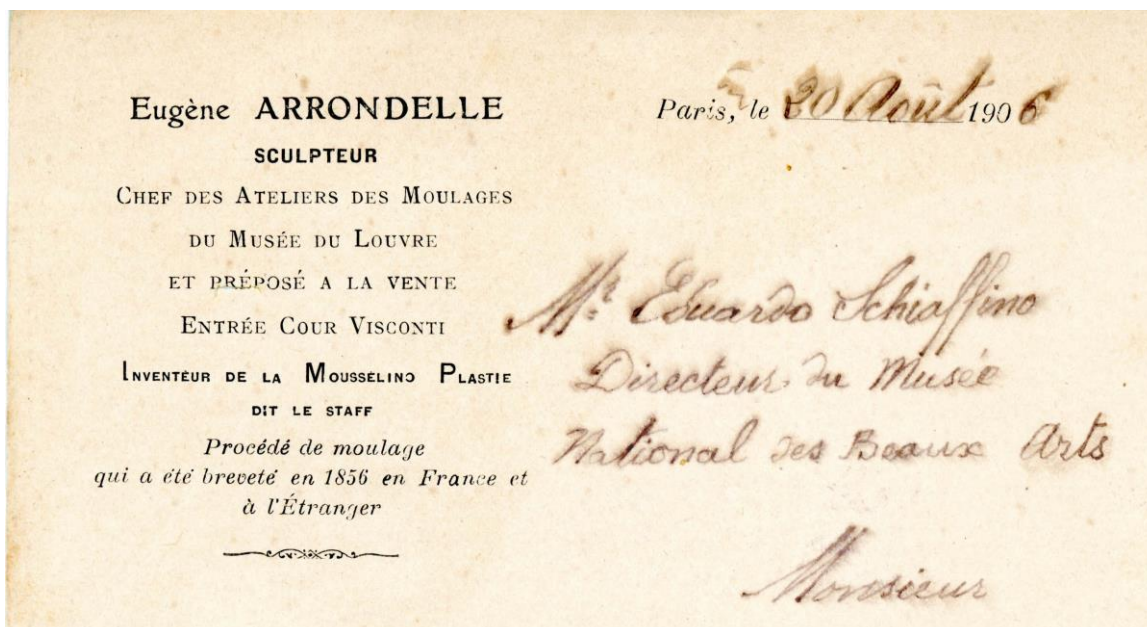 Eugène ARRONDELLE
SCULPTEUR
CHEF DES ATELIERS DES MOULAGES
DU MUSÉE DU LOUVRE
ET PRÉPOSÉ A LA VENTE
ENTRÉE COUR VISCONTI
INVENTEUR DE LA MOUSSELINO PLASTIE
DIT LE STAFF
Procédé de moulage
qui a été breveté en 1856 en France et
à l'Étranger
Paris, le 20 Août 1906
Mr Eduardo Schiaffino
Directeur du Musée
National des Beaux Arts
Monsieur